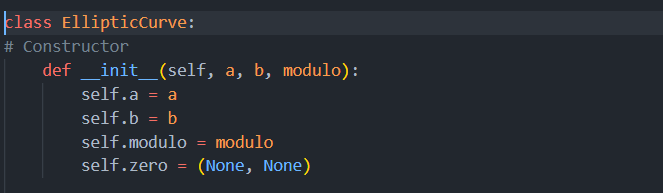 class EllipticCurve:
# Constructor
    def __init__(self, a, b, modulo):
        self.a = a
        self.b = b
        self.modulo = modulo
        self.zero = (None, None)